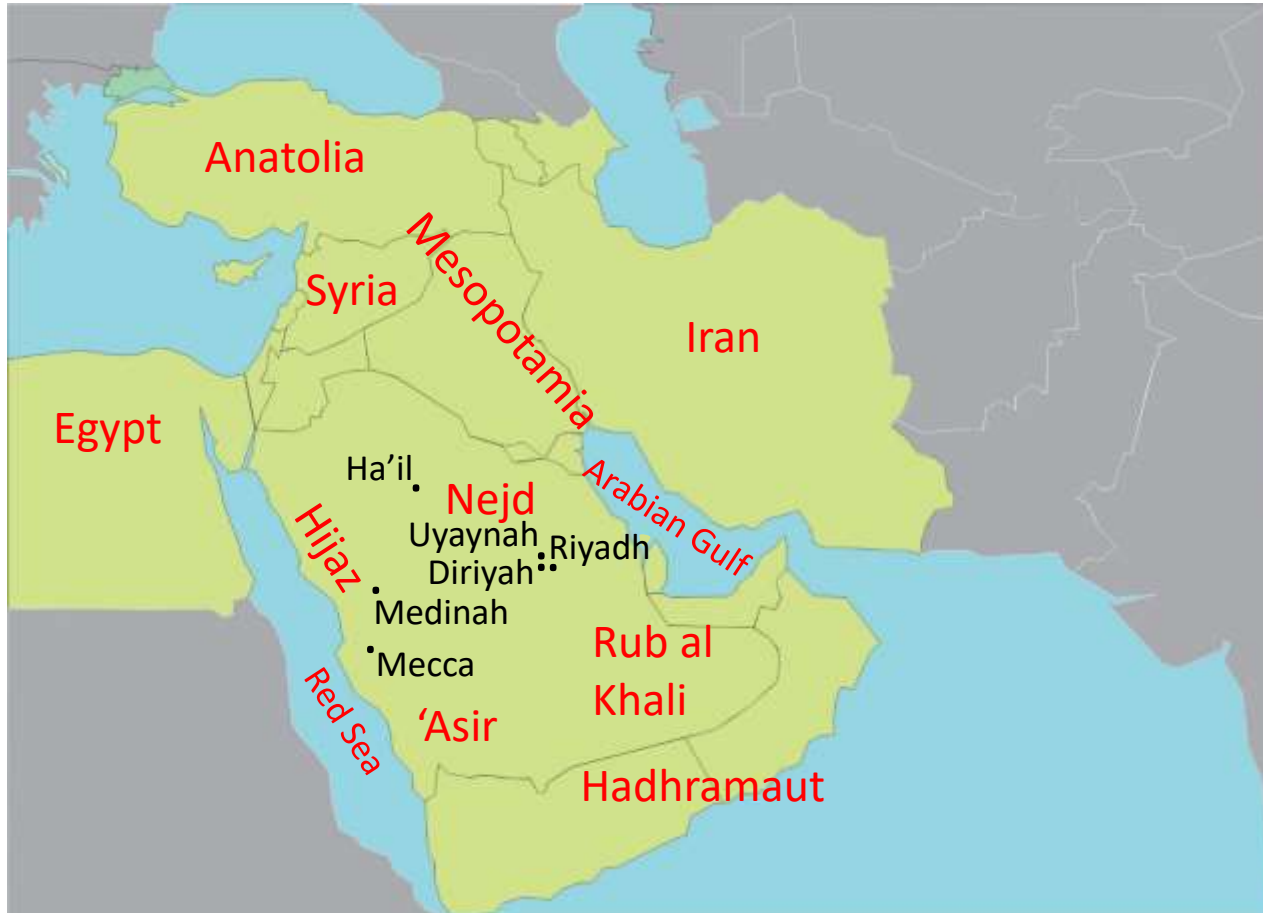 Anatolia
Mesopotamia
Syria
Iran
Egypt
Ha’il
Nejd
Arabian Gulf
Hijaz
Uyaynah
Riyadh
Diriyah
Medinah
Rub al
Khali
Mecca
Red Sea
‘Asir
Hadhramaut